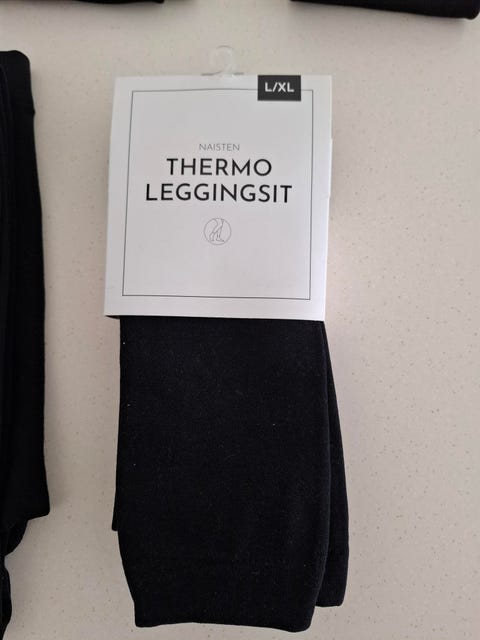 L/XL
NAISTEN
THERMO
LEGGINGSIT